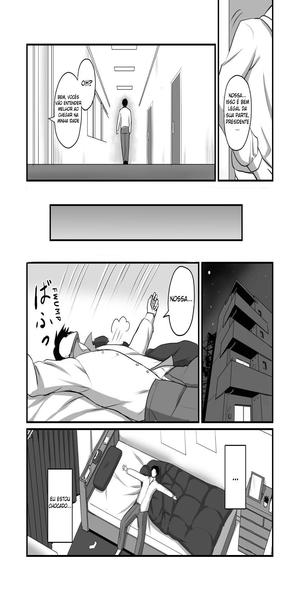 NOSSA...
ISSO É BEM
LEGAL DA
SUA PARTE,
PRESIDENTE
...
OH?
BEM, VOCÊS
VÃO ENTENDER
MELHOR AO
CHEGAR NA
MINHA IDADE
NOSSA...
FWUMP
ばふっ
...
EU ESTOU
CHOCADO...